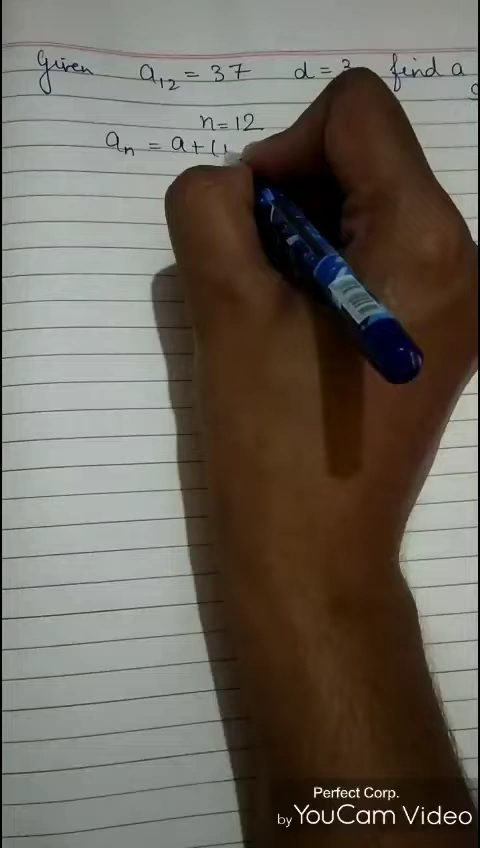 Given a₁₂ = 37 d = 3 find a
n=12
aₙ = a + (
Perfect Corp.
by YouCam Video